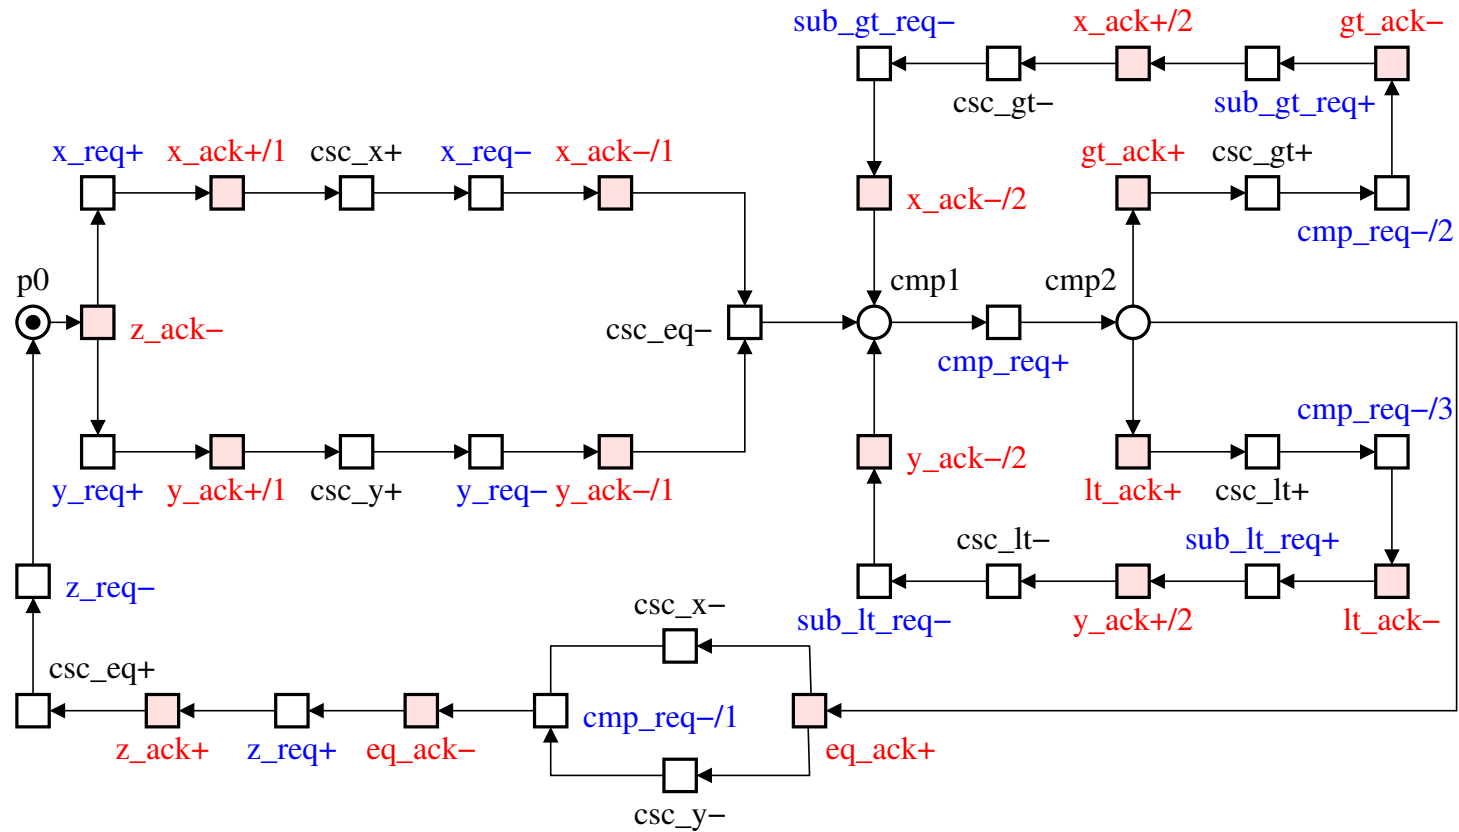 sub_gt_req− x_ack+/2 gt_ack−
csc_gt− sub_gt_req+
x_req+ x_ack+/1 csc_x+ x_req− x_ack−/1 gt_ack+ csc_gt+
x_ack−/2 cmp_req−/2
p0 cmp1 cmp2
z_ack− csc_eq−
cmp_req+
cmp_req−/3
y_ack−/2
y_req+ y_ack+/1 csc_y+ y_req− y_ack−/1 lt_ack+ csc_lt+
csc_lt− sub_lt_req+
z_req−
csc_x− sub_lt_req− y_ack+/2 lt_ack−
csc_eq+
cmp_req−/1
z_ack+ z_req+ eq_ack− eq_ack+
csc_y−